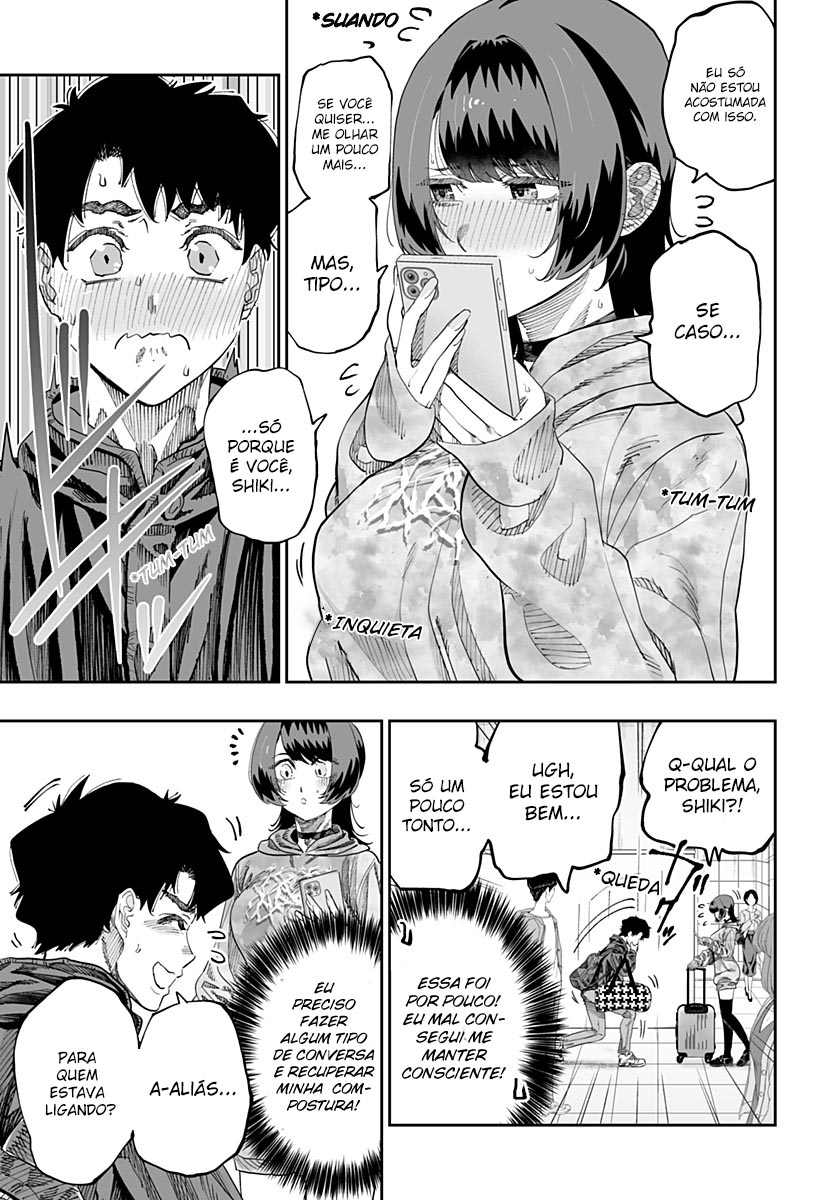 *SUANDO
EU SÓ
NÃO ESTOU
ACOSTUMADA
COM ISSO.
SE
CASO...
SE VOCÊ
QUISER...
ME OLHAR
UM POUCO
MAIS...
MAS,
TIPO...
*TUM-TUM
*INQUIETA
...SÓ
PORQUE
É VOCÊ,
SHIKI...
*TUM-TUM
Q-QUAL O
PROBLEMA,
SHIKI?!
UGH,
EU ESTOU
BEM...
SÓ UM
POUCO
TONTO...
*QUEDA
ESSA FOI
POR POUCO!
EU MAL CON-
SEGUI ME
MANTER
CONSCIENTE!
EU
PRECISO
FAZER
ALGUM TIPO
DE CONVERSA
E RECUPERAR
MINHA COM-
POSTURA!
A-ALIÁS...
PARA
QUEM
ESTAVA
LIGANDO?